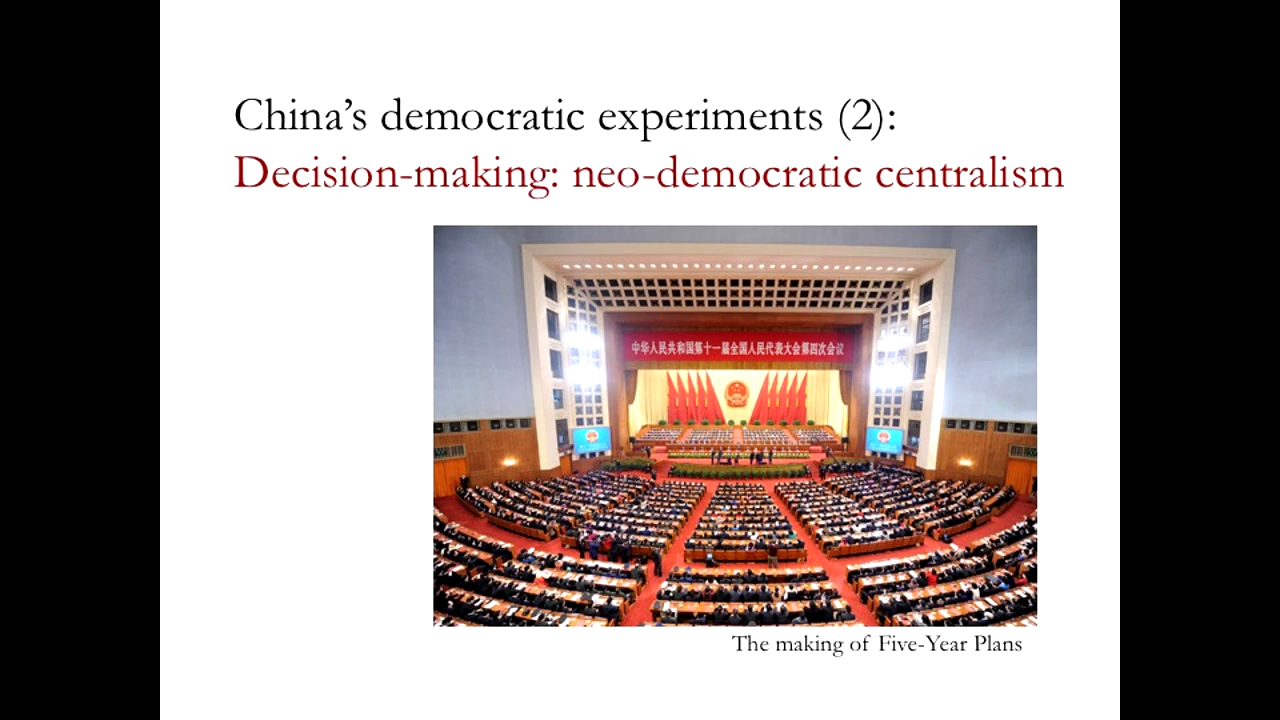 China’s democratic experiments (2):
Decision-making: neo-democratic centralism
中华人民共和国第十一届全国人民代表大会第四次会议
The making of Five-Year Plans